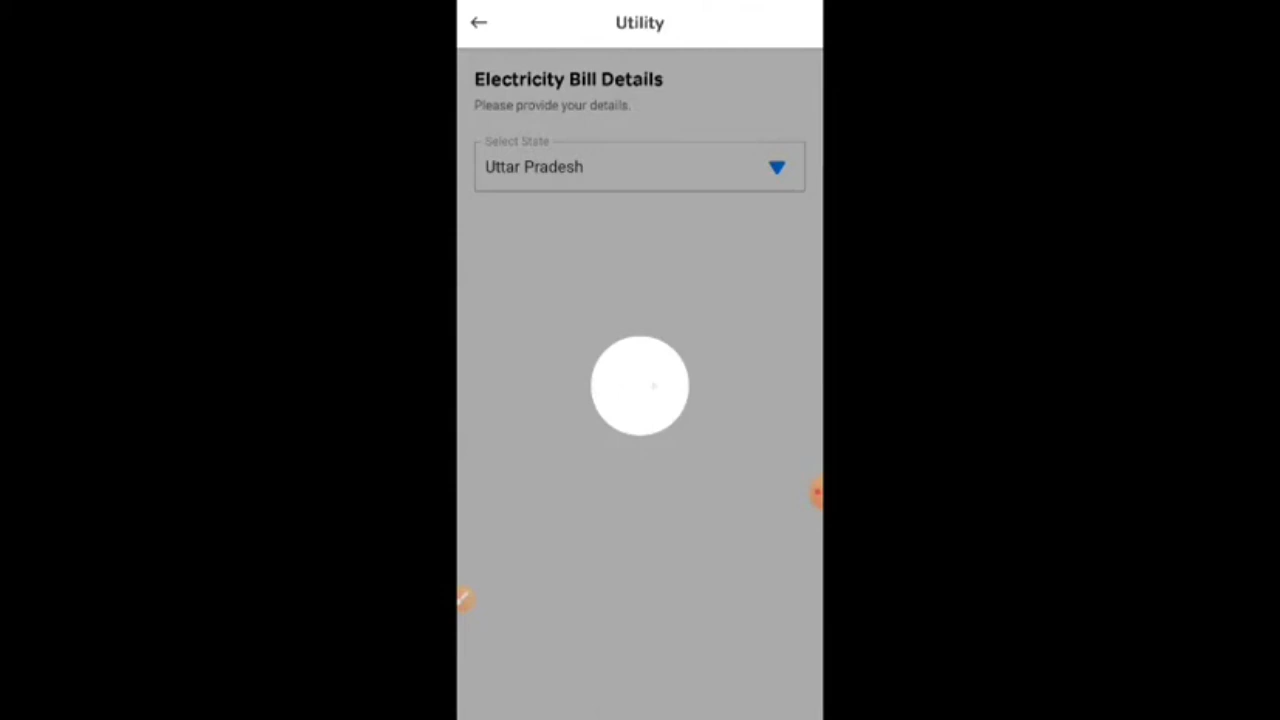 Utility
Electricity Bill Details
Please provide your details.
Select State
Uttar Pradesh